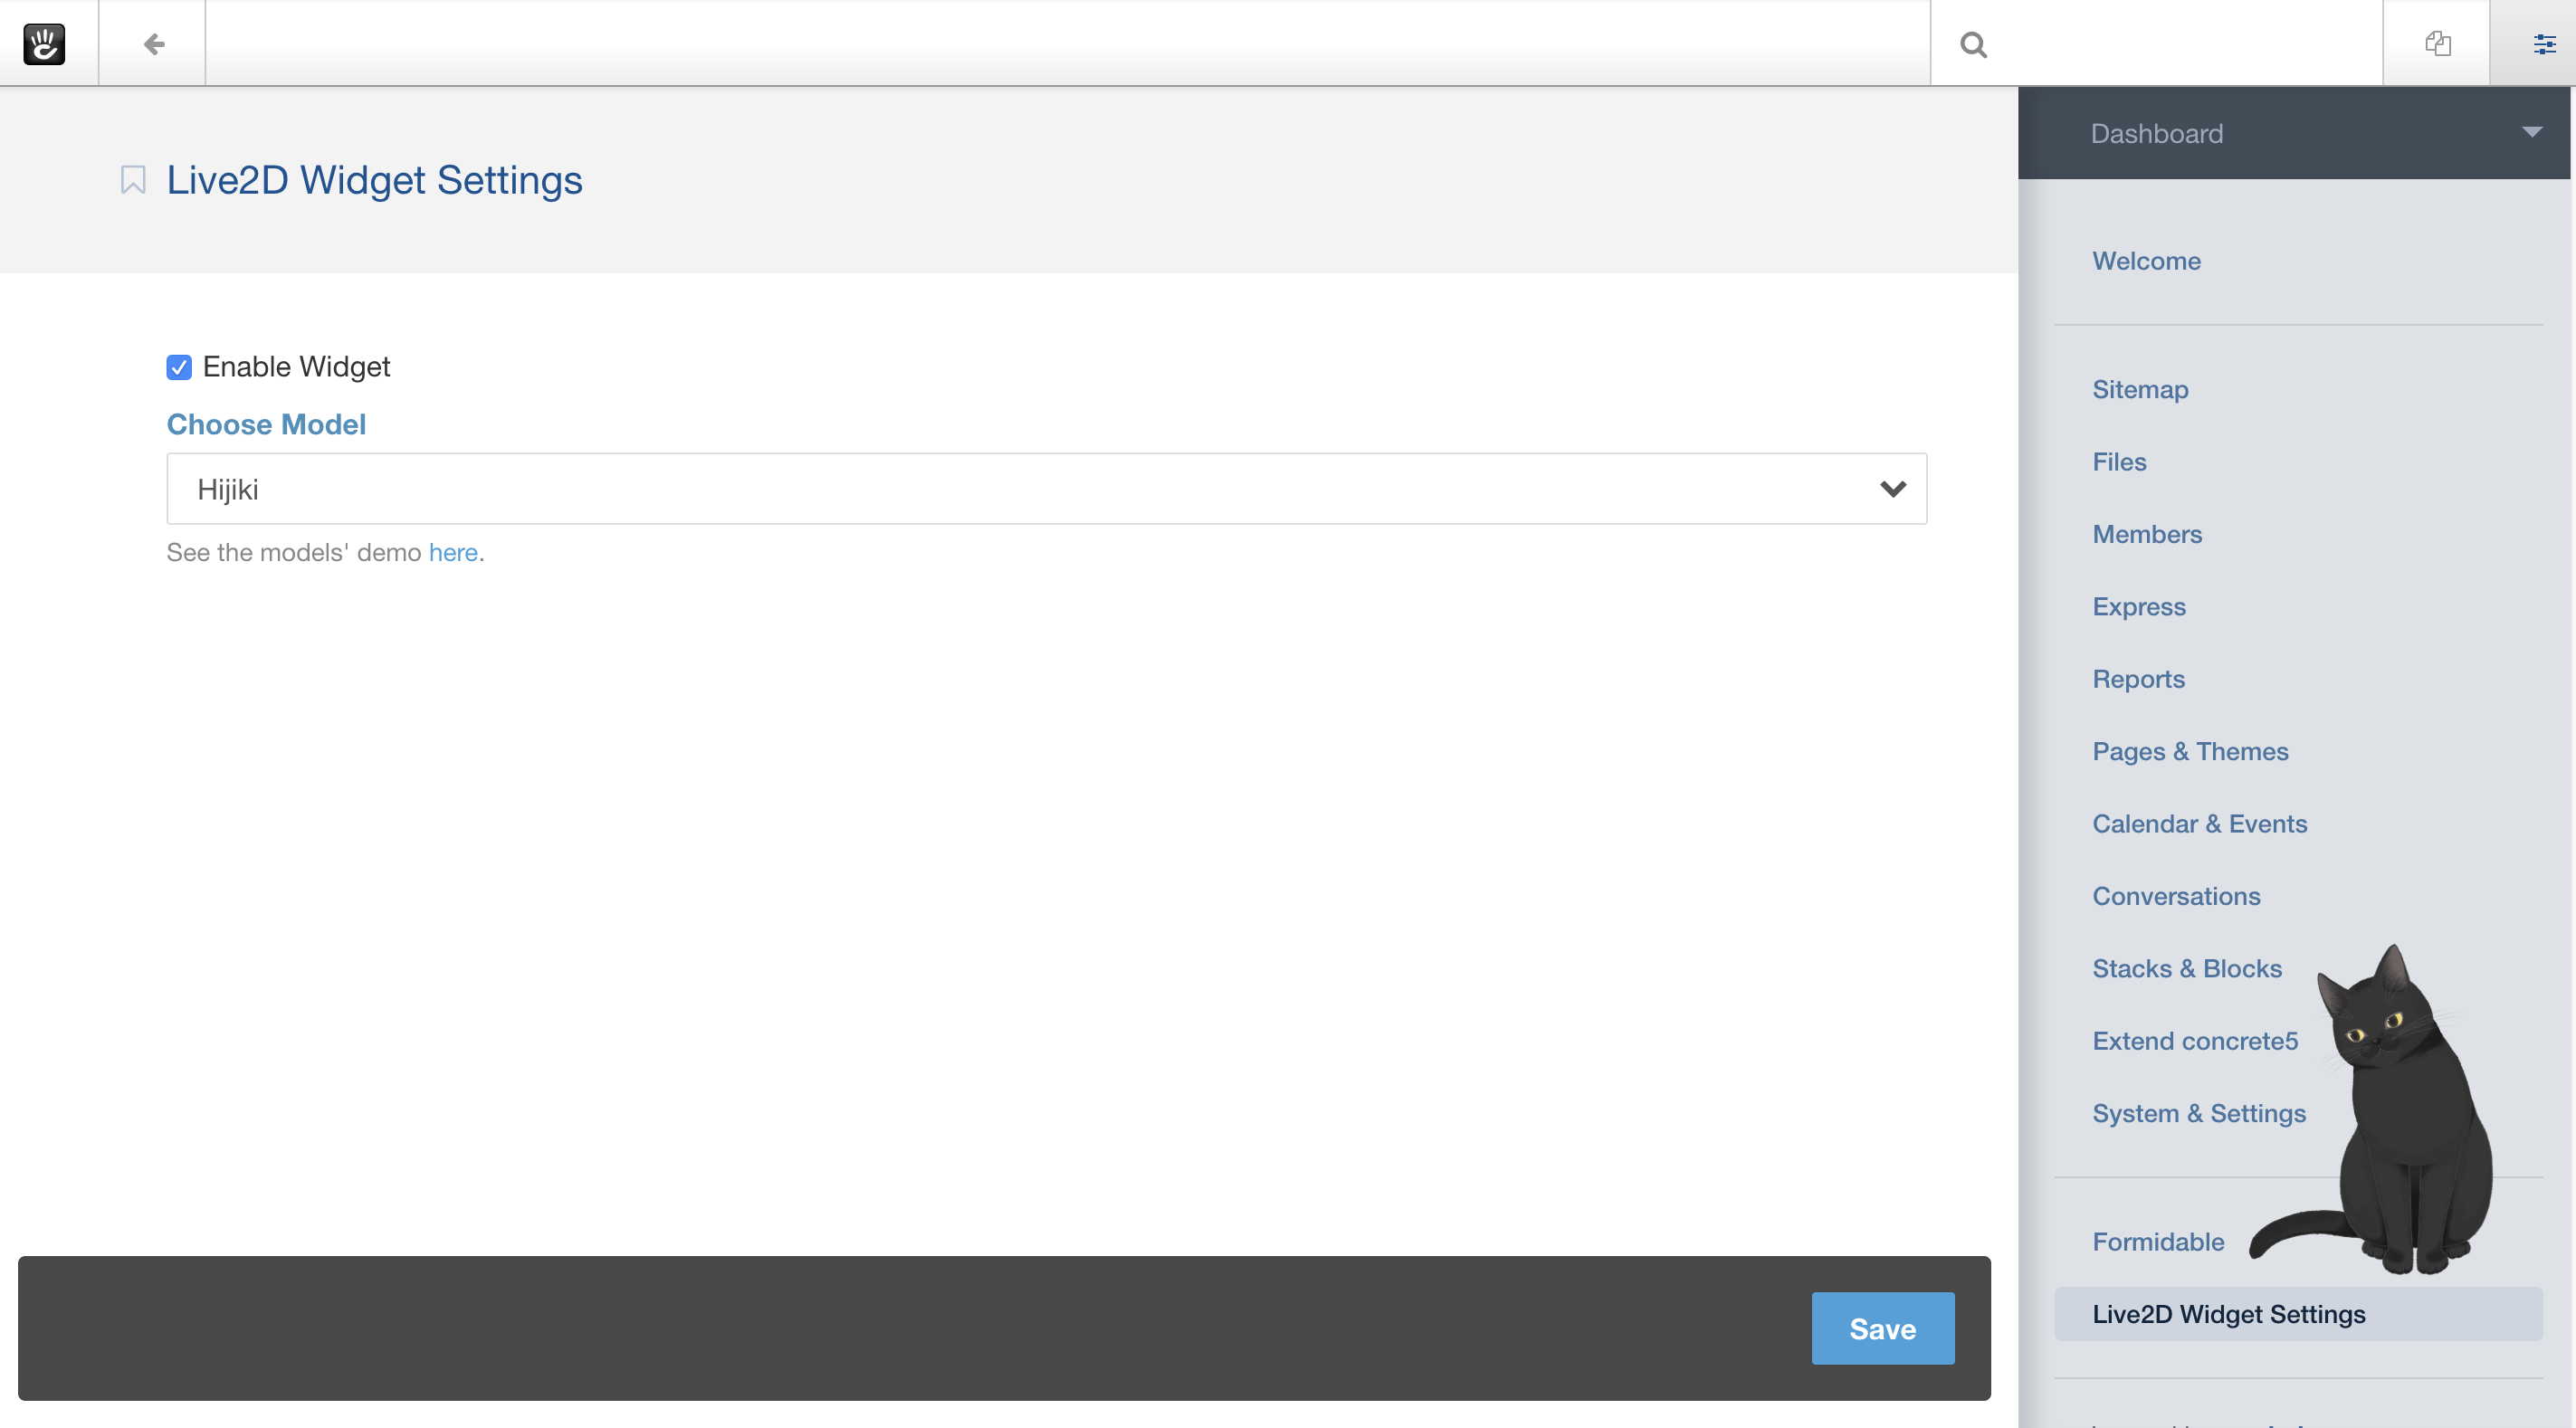 Live2D Widget Settings
Enable Widget
Choose Model
Hijiki
See the models' demo here.
Save
Dashboard
Welcome
Sitemap
Files
Members
Express
Reports
Pages & Themes
Calendar & Events
Conversations
Stacks & Blocks
Extend concrete5
System & Settings
Formidable
Live2D Widget Settings